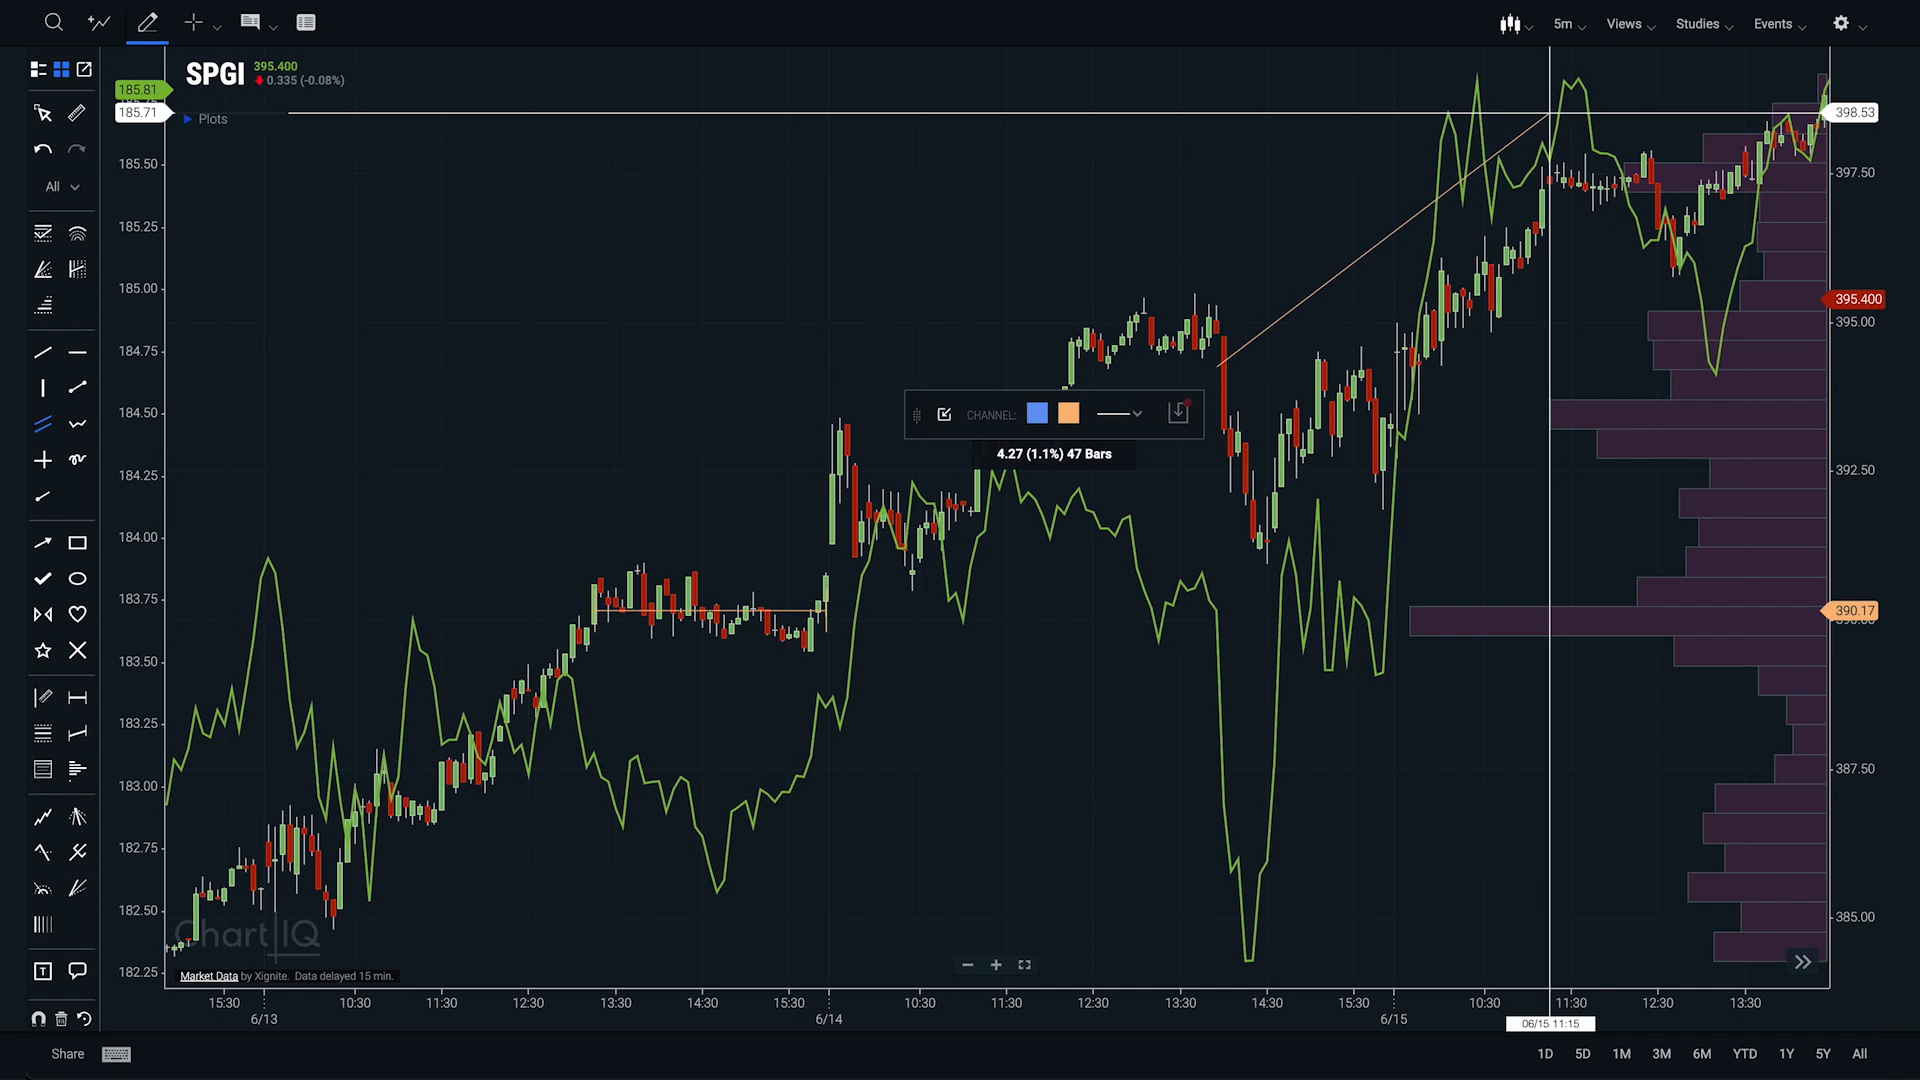 5m
Views
Studies
Events
SPGI
395.400
0.335 (-0.08%)
Plots
All
185.81
185.71
185.50
185.25
185.00
184.75
184.50
184.25
184.00
183.75
183.50
183.25
183.00
182.75
182.50
182.25
398.53
397.50
395.400
395.00
392.50
390.17
387.50
385.00
CHANNEL:
4.27 (1.1%) 47 Bars
Chart IQ
Market Data by Xignite. Data delayed 15 min.
15:30 10:30 11:30 12:30 13:30 14:30 15:30 10:30 11:30 12:30 13:30 14:30 15:30 10:30 11:30 12:30 13:30
6/13 6/14 6/15
06/15 11:15
Share
1D 5D 1M 3M 6M YTD 1Y 5Y All